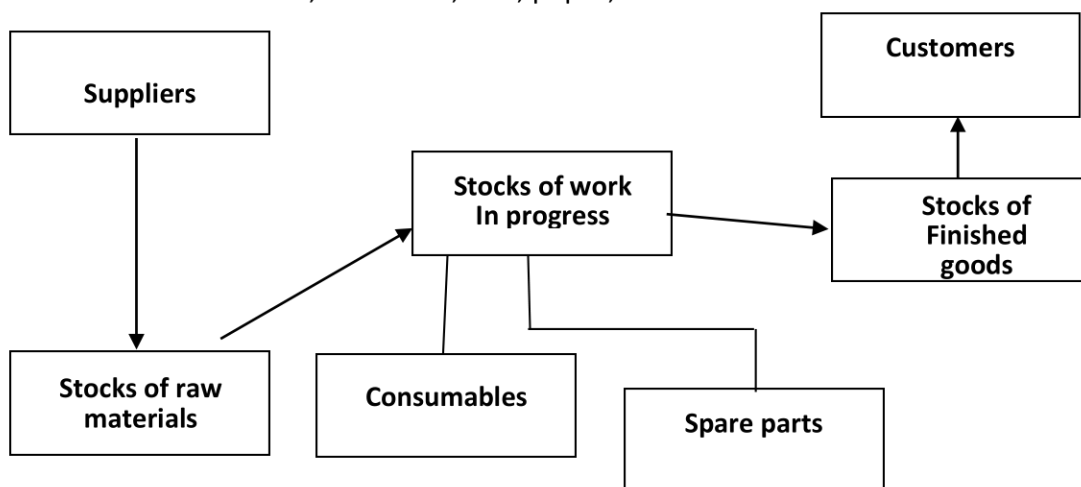 Customers
Suppliers
Stocks of work
In progress
Stocks of
Finished
goods
Stocks of raw
materials
Consumables
Spare parts